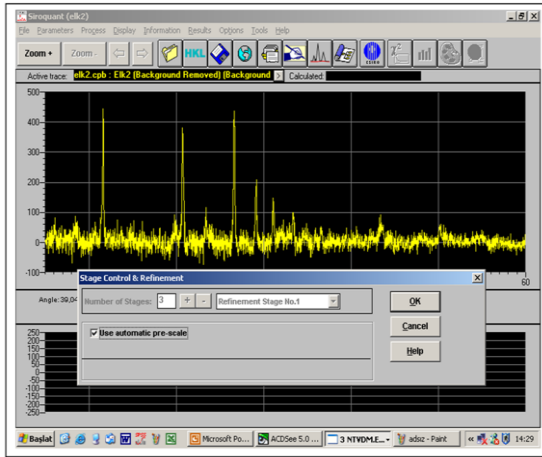 Siroquant (elk2)
File Parameters Progress Display Information Results Options Tools Help
Zoom + Zoom - HKL
Active trace: elk2.cpb : Elk2 (Background Removed) (Background Calculated:
500
400
300
200
100
0
-100
60
Stage Control & Refinement
Angle:39,04
Number of Stages: 3 + - Refinement Stage No.1
OK
Use automatic pre-scale
Cancel
Help
250
200
150
100
50
0
-50
-100
-150
-200
-250
Başlat Microsoft Po... ACDSee 5.0 ... 3 NTVDM.E... adsız - Paint 14:29